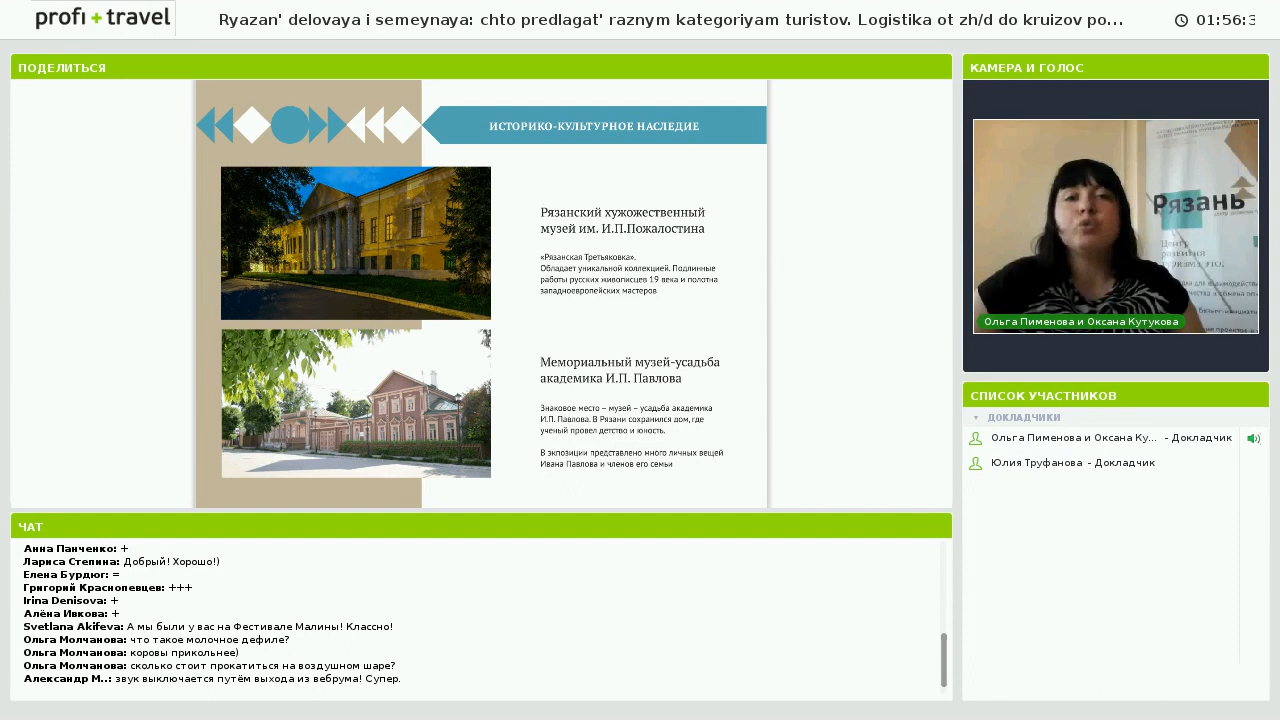 profi + travel
Ryazan' delovaya i semeynaya: chto predlagat' raznym kategoriyam turistov. Logistika ot zh/d do kruizov po...
01:56:3
ПОДЕЛИТЬСЯ
ИСТОРИКО-КУЛЬТУРНОЕ НАСЛЕДИЕ
Рязанский хужожественный
музей им. И.П.Пожалостина
«Рязанская Третьяковка».
Обладает уникальной коллекцией. Подлинные
работы русских живописцев 19 века и полотна
западноевропейских мастеров
Мемориальный музей-усадьба
академика И.П. Павлова
Знаковое место – музей – усадьба академика
И.П. Павлова. В Рязани сохранился дом, где
ученый провел детство и юность.
В экпозиции представлено много личных вещей
Ивана Павлова и членов его семьи
КАМЕРА И ГОЛОС
Рязань
Центр
развития
туризма это:
Ольга Пименова и Оксана Кутукова
СПИСОК УЧАСТНИКОВ
ДОКЛАДЧИКИ
Ольга Пименова и Оксана Ку... - Докладчик
Юлия Труфанова - Докладчик
ЧАТ
Анна Панченко: +
Лариса Степина: Добрый! Хорошо!)
Елена Бурдюг: =
Григорий Краснопевцев: +++
Irina Denisova: +
Алёна Ивкова: +
Svetlana Akifeva: А мы были у вас на Фестивале Малины! Классно!
Ольга Молчанова: что такое молочное дефиле?
Ольга Молчанова: коровы прикольнее)
Ольга Молчанова: сколько стоит прокатиться на воздушном шаре?
Александр М..: звук выключается путём выхода из вебрума! Супер.